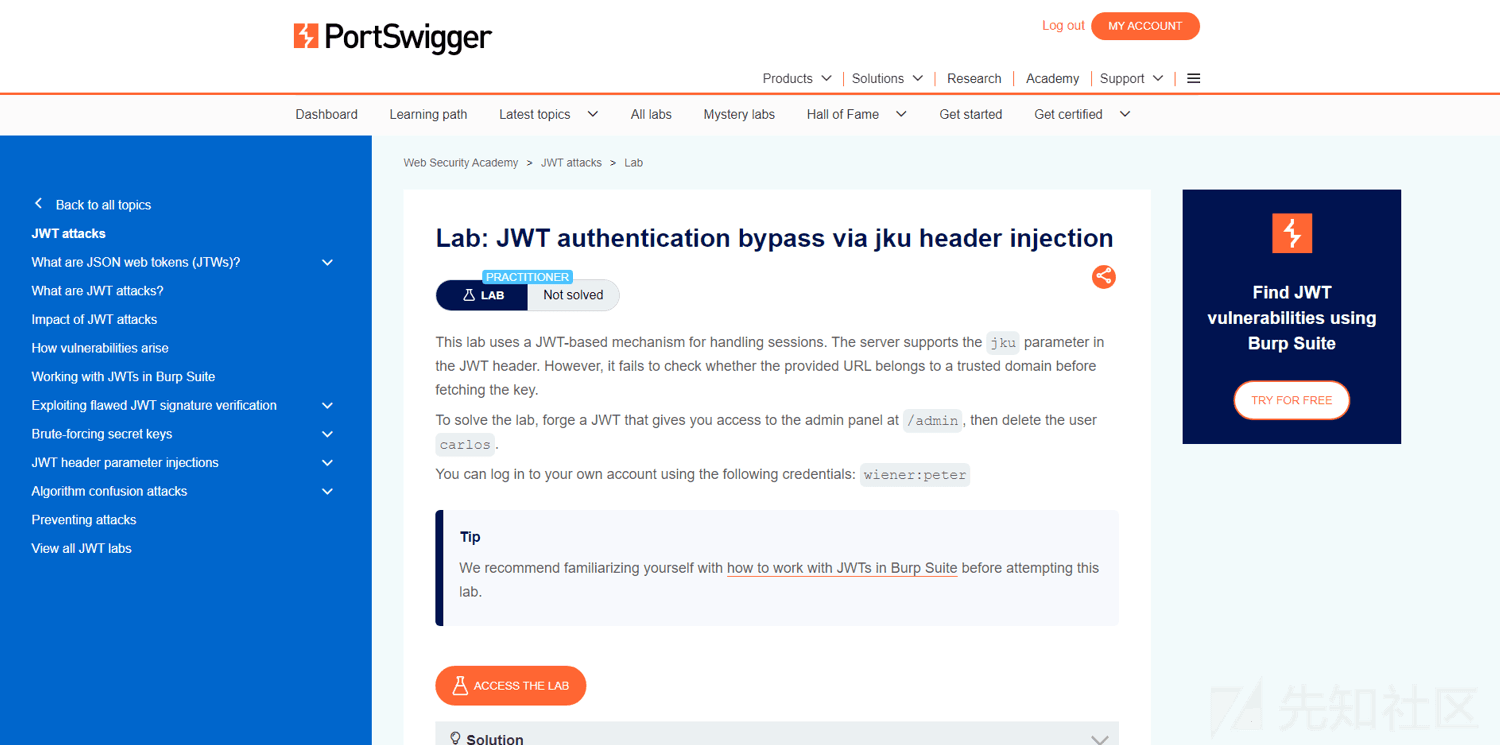 PortSwigger
Log out
MY ACCOUNT
Products
Solutions
Research
Academy
Support
Dashboard
Learning path
Latest topics
All labs
Mystery labs
Hall of Fame
Get started
Get certified
Back to all topics
JWT attacks
What are JSON web tokens (JTWs)?
What are JWT attacks?
Impact of JWT attacks
How vulnerabilities arise
Working with JWTs in Burp Suite
Exploiting flawed JWT signature verification
Brute-forcing secret keys
JWT header parameter injections
Algorithm confusion attacks
Preventing attacks
View all JWT labs
Web Security Academy > JWT attacks > Lab
Lab: JWT authentication bypass via jku header injection
PRACTITIONER
LAB
Not solved
This lab uses a JWT-based mechanism for handling sessions. The server supports the jku parameter in
the JWT header. However, it fails to check whether the provided URL belongs to a trusted domain before
fetching the key.
To solve the lab, forge a JWT that gives you access to the admin panel at /admin, then delete the user
carlos.
You can log in to your own account using the following credentials: wiener:peter
Tip
We recommend familiarizing yourself with how to work with JWTs in Burp Suite before attempting this
lab.
ACCESS THE LAB
Solution
Find JWT
vulnerabilities using
Burp Suite
TRY FOR FREE
先知社区